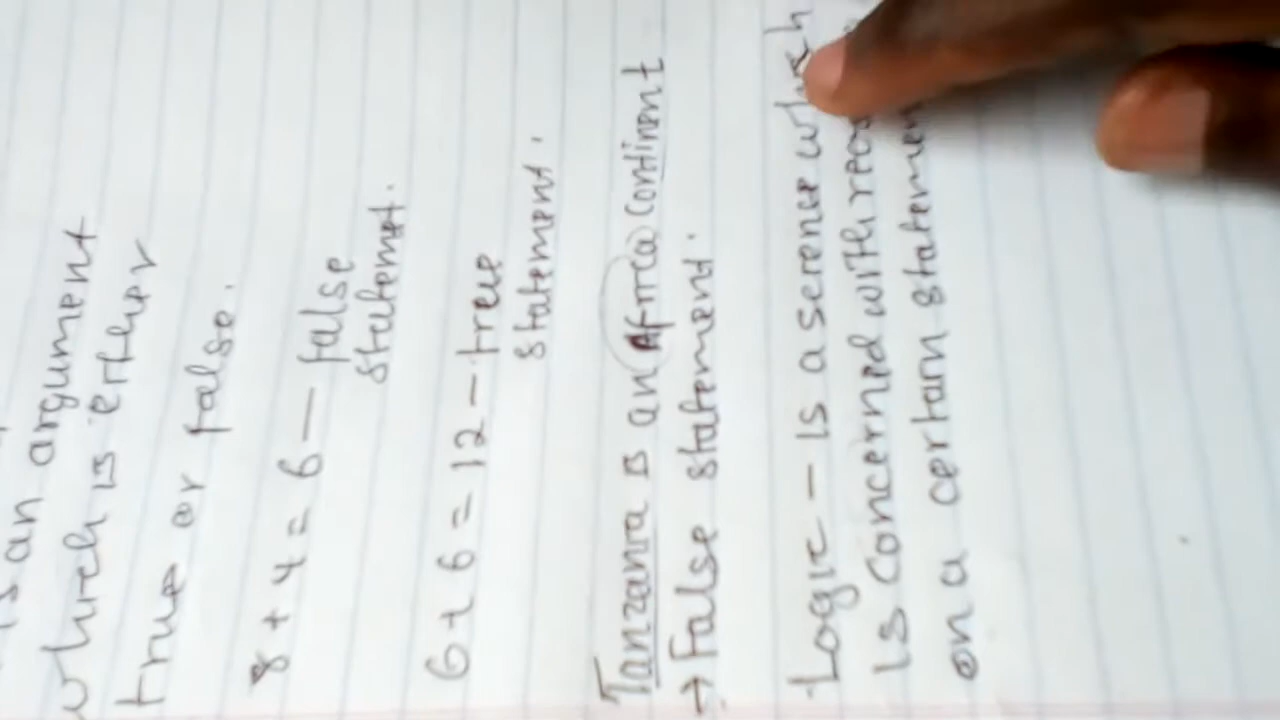 is an argument
which is either
true or false.
8 + 4 = 6 — false
statement.
6 + 6 = 12 – true
statement.
Tanzania is an Africa continent
→ False statement.
Logic – is a science which
is concerned with
on a certain